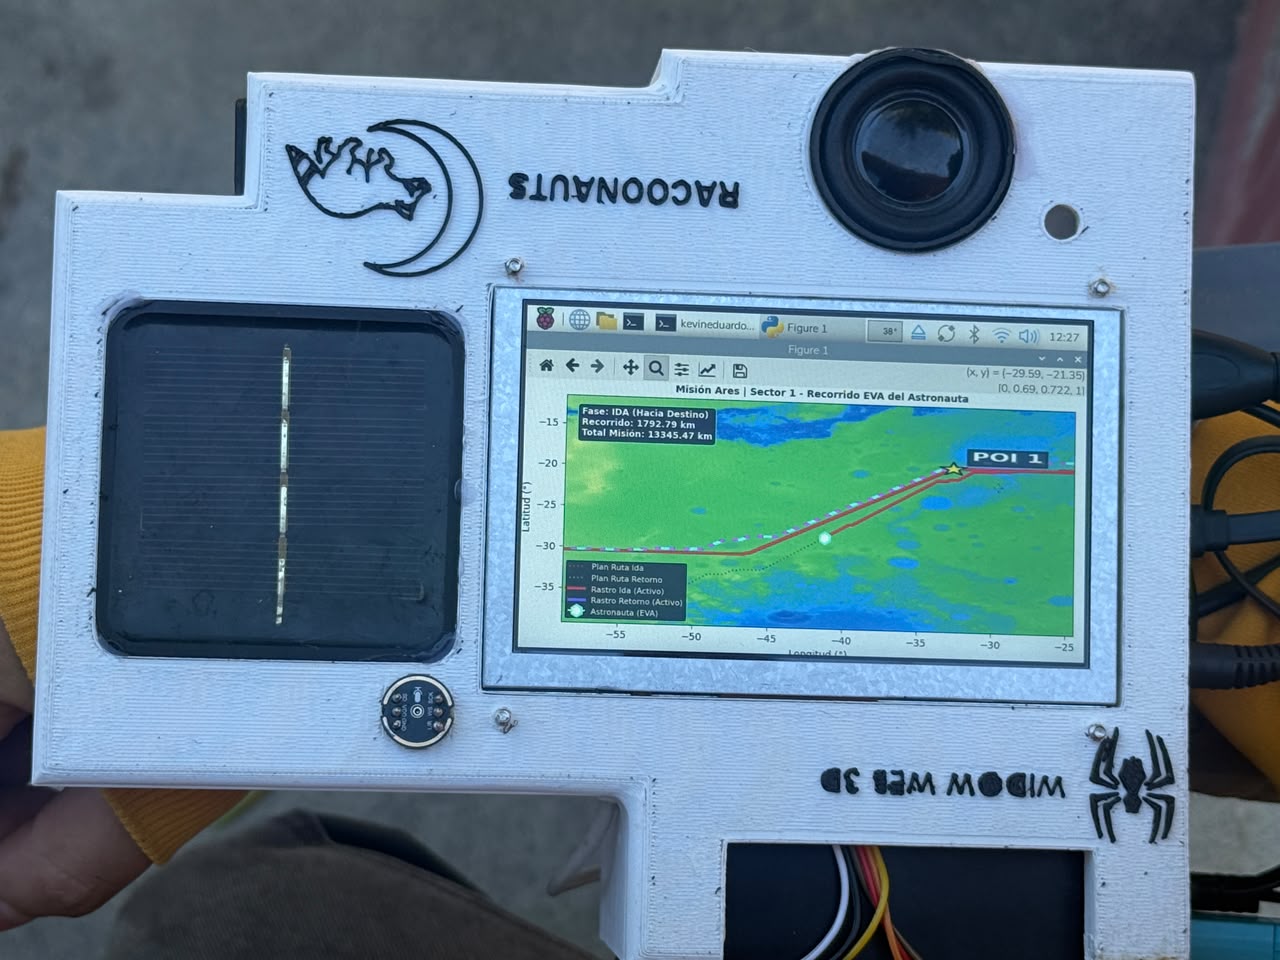 RACOONAUTS
kevineduardo...
Figure 1
38°
12:27
Figure 1
(x, y) = (-29.59, -21.35)
[0, 0.69, 0.722, 1]
Misión Ares | Sector 1 - Recorrido EVA del Astronauta
Fase: IDA (Hacia Destino)
Recorrido: 1792.79 km
Total Misión: 13345.47 km
POI 1
−15
−20
−25
−30
−35
Latitud (°)
Plan Ruta Ida
Plan Ruta Retorno
Rastro Ida (Activo)
Rastro Retorno (Activo)
Astronauta (EVA)
−55
−50
−45
−40
−35
−30
−25
Longitud (°)
WIDOW WEB 3D